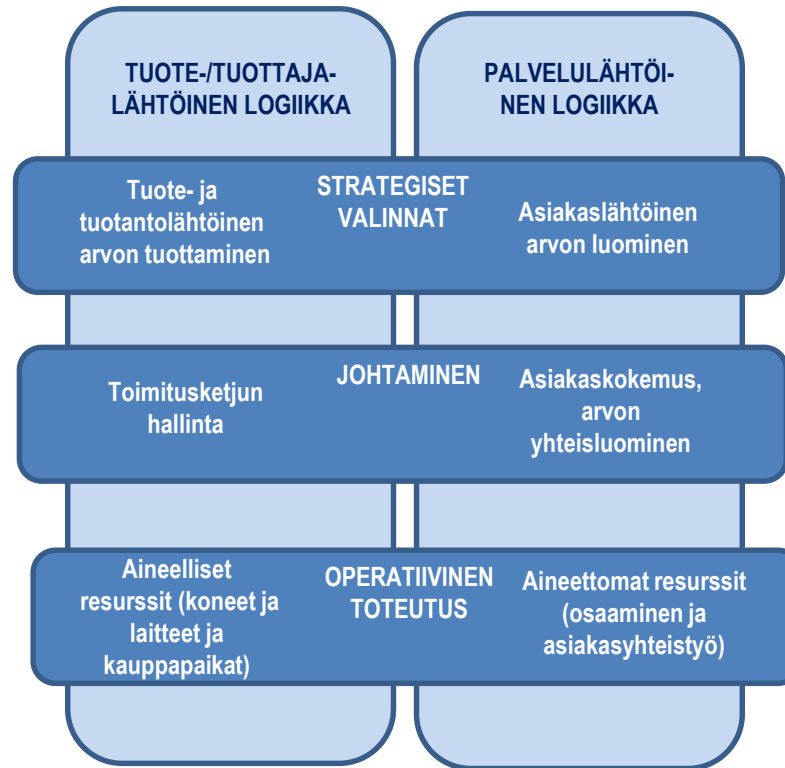 TUOTE-/TUOTTAJA-
LÄHTÖINEN LOGIIKKA
PALVELULÄHTÖI-
NEN LOGIIKKA
Tuote- ja
tuotantolähtöinen
arvon tuottaminen
STRATEGISET
VALINNAT
Asiakaslähtöinen
arvon luominen
Toimitusketjun
hallinta
JOHTAMINEN
Asiakaskokemus,
arvon
yhteisluominen
Aineelliset
resurssit (koneet ja
laitteet ja
kauppapaikat)
OPERATIIVINEN
TOTEUTUS
Aineettomat resurssit
(osaaminen ja
asiakasyhteistyö)